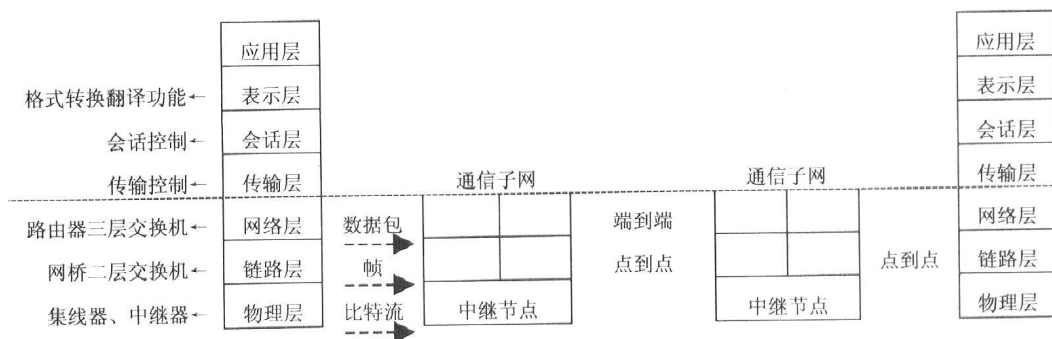 应用层
应用层
格式转换翻译功能 表示层
表示层
会话控制 会话层
会话层
传输控制 传输层 通信子网 通信子网
传输层
路由器三层交换机 网络层 数据包 端到端
网络层
网桥二层交换机 链路层 帧 点到点 点到点
链路层
集线器、中继器 物理层 比特流 中继节点 中继节点
物理层